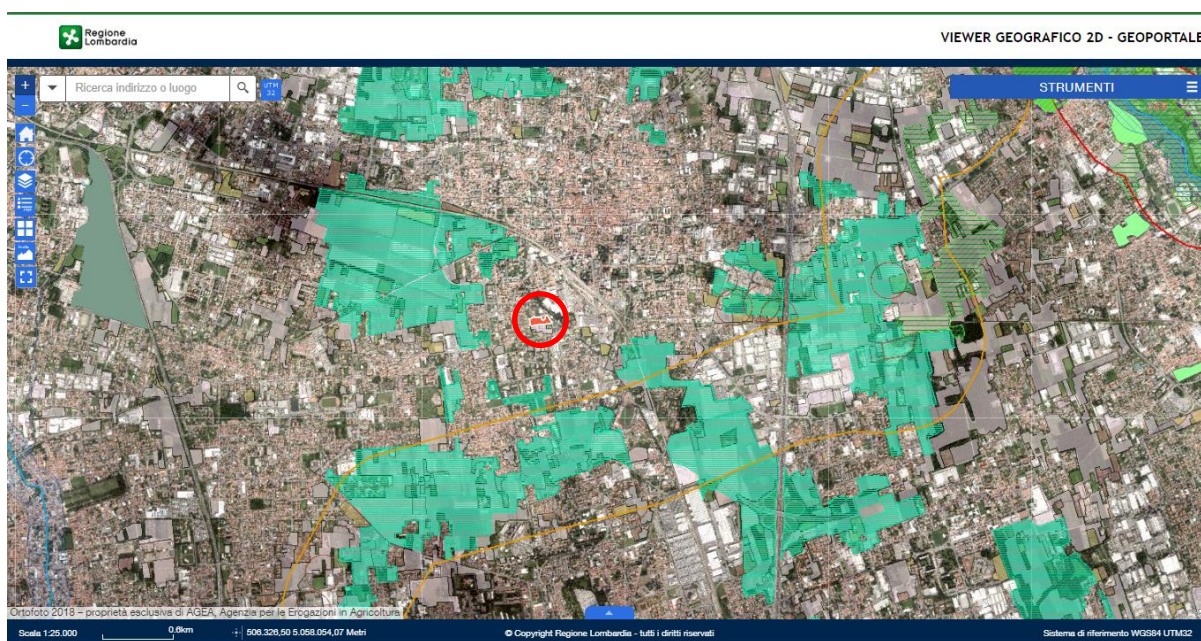 Regione
Lombardia
VIEWER GEOGRAFICO 2D - GEOPORTALE
+
Ricerca indirizzo o luogo
UTM
32
STRUMENTI
−
Ortofoto 2018 – proprietà esclusiva di AGEA, Agenzia per le Erogazioni in Agricoltura
Scala 1:25.000
0.6km
506.326,50 5.058.054,07 Metri
© Copyright Regione Lombardia - tutti i diritti riservati
Sistema di riferimento WGS84 UTM32